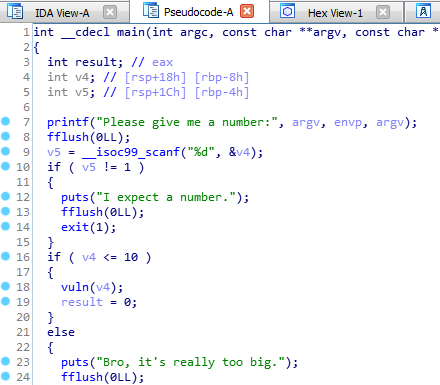 IDA View-A Pseudocode-A Hex View-1
1 int __cdecl main(int argc, const char **argv, const char *
2 {
3 int result; // eax
4 int v4; // [rsp+18h] [rbp-8h]
5 int v5; // [rsp+1Ch] [rbp-4h]
6
7 printf("Please give me a number:", argv, envp, argv);
8 fflush(0LL);
9 v5 = __isoc99_scanf("%d", &v4);
10 if ( v5 != 1 )
11 {
12 puts("I expect a number.");
13 fflush(0LL);
14 exit(1);
15 }
16 if ( v4 <= 10 )
17 {
18 vuln(v4);
19 result = 0;
20 }
21 else
22 {
23 puts("Bro, it's really too big.");
24 fflush(0LL);